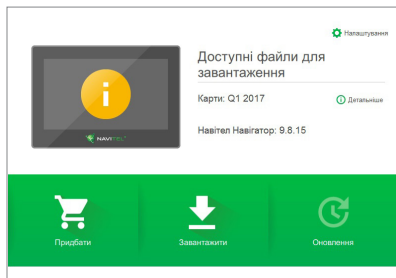 Налаштування
Доступні файли для
завантаження
Карти: Q1 2017
Детальніше
Навітел Навігатор: 9.8.15
NAVITEL
Придбати
Завантажити
Оновлення